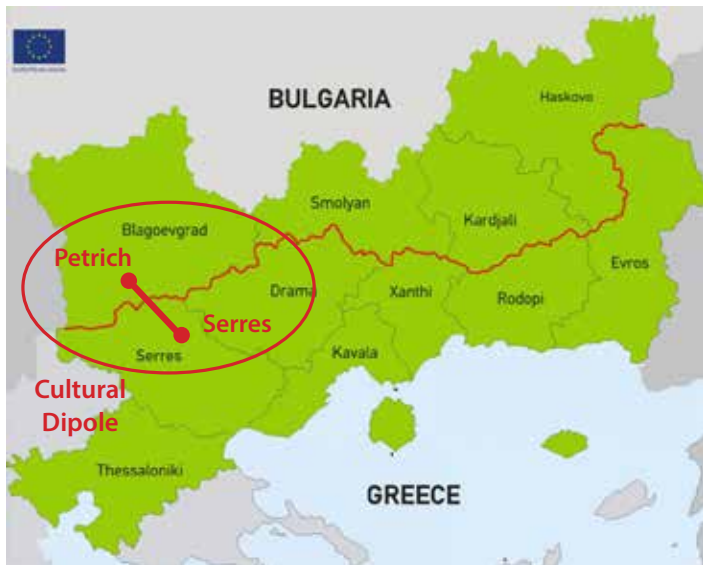 BULGARIA
Haskovo
Smolyan
Blagoevgrad
Kardjali
Petrich
Evros
Drama
Xanthi
Rodopi
Serres
Serres
Kavala
Cultural
Dipole
Thessaloniki
GREECE